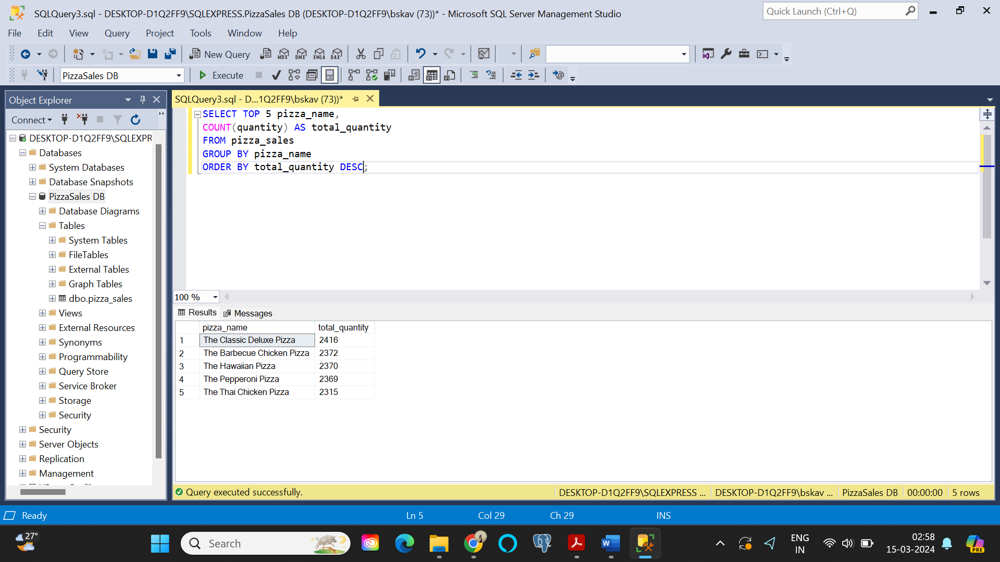 SQLQuery3.sql - DESKTOP-D1Q2FF9\SQLEXPRESS.PizzaSales DB (DESKTOP-D1Q2FF9\bskav (73))* - Microsoft SQL Server Management Studio
Quick Launch (Ctrl+Q)
File Edit View Query Project Tools Window Help
New Query MDX DMX XMLA DAX
PizzaSales DB Execute
Object Explorer
Connect
DESKTOP-D1Q2FF9\SQLEXPR
Databases
System Databases
Database Snapshots
PizzaSales DB
Database Diagrams
Tables
System Tables
FileTables
External Tables
Graph Tables
dbo.pizza_sales
Views
External Resources
Synonyms
Programmability
Query Store
Service Broker
Storage
Security
Security
Server Objects
Replication
Management
SQLQuery3.sql - D...1Q2FF9\bskav (73))*
SELECT TOP 5 pizza_name,
COUNT(quantity) AS total_quantity
FROM pizza_sales
GROUP BY pizza_name
ORDER BY total_quantity DESC;
100 %
Results Messages
pizza_name total_quantity
1 The Classic Deluxe Pizza 2416
2 The Barbecue Chicken Pizza 2372
3 The Hawaiian Pizza 2370
4 The Pepperoni Pizza 2369
5 The Thai Chicken Pizza 2315
Query executed successfully. DESKTOP-D1Q2FF9\SQLEXPRESS ... DESKTOP-D1Q2FF9\bskav ... PizzaSales DB 00:00:00 5 rows
Ready Ln 5 Col 29 Ch 29 INS
27°
Search
ENG
IN
02:58
15-03-2024
PRE